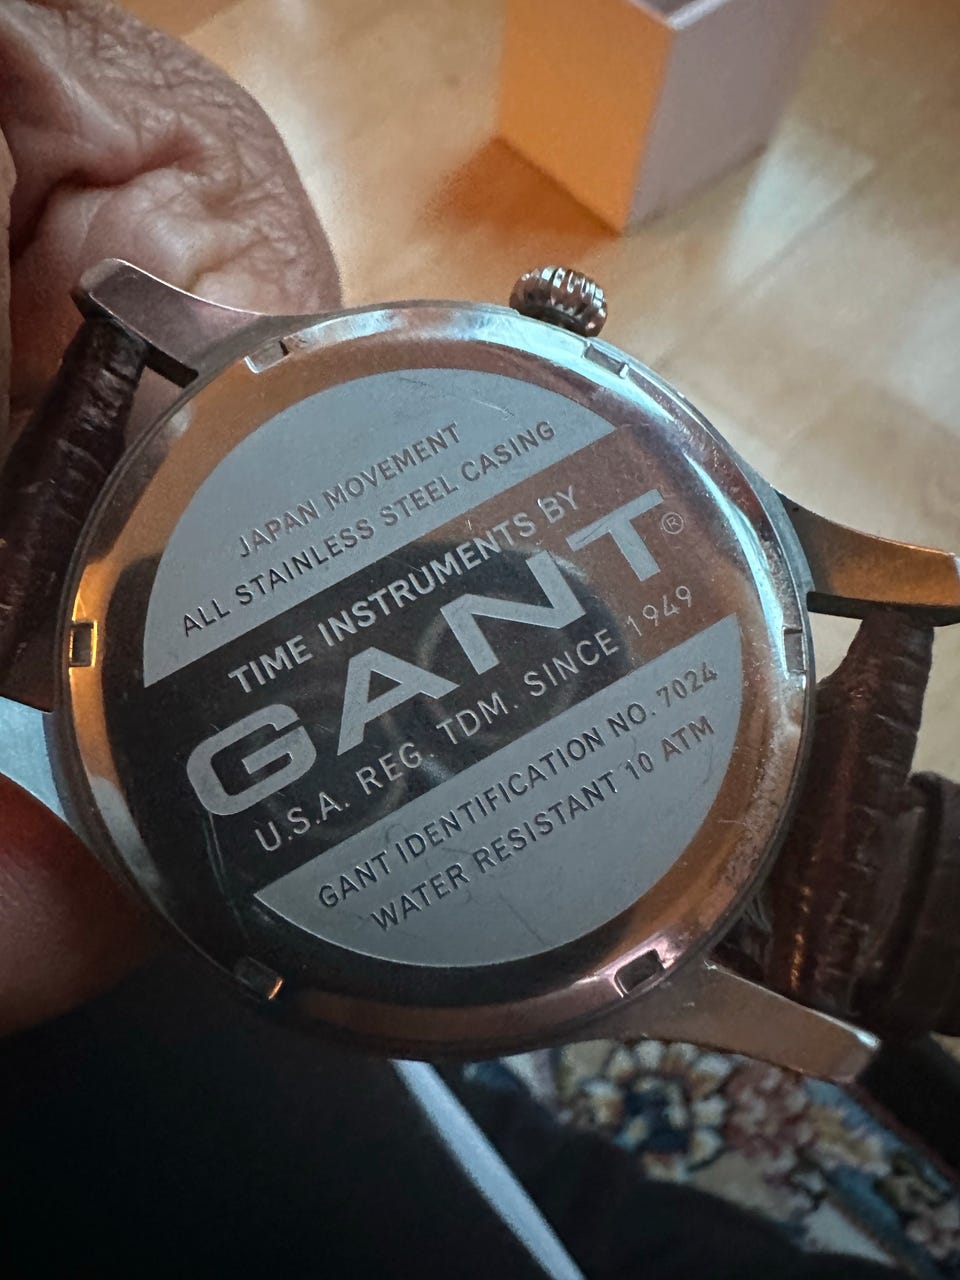 JAPAN MOVEMENT
ALL STAINLESS STEEL CASING
TIME INSTRUMENTS BY
GANT®
U.S.A. REG. TDM. SINCE 1949
GANT IDENTIFICATION NO. 7024
WATER RESISTANT 10 ATM